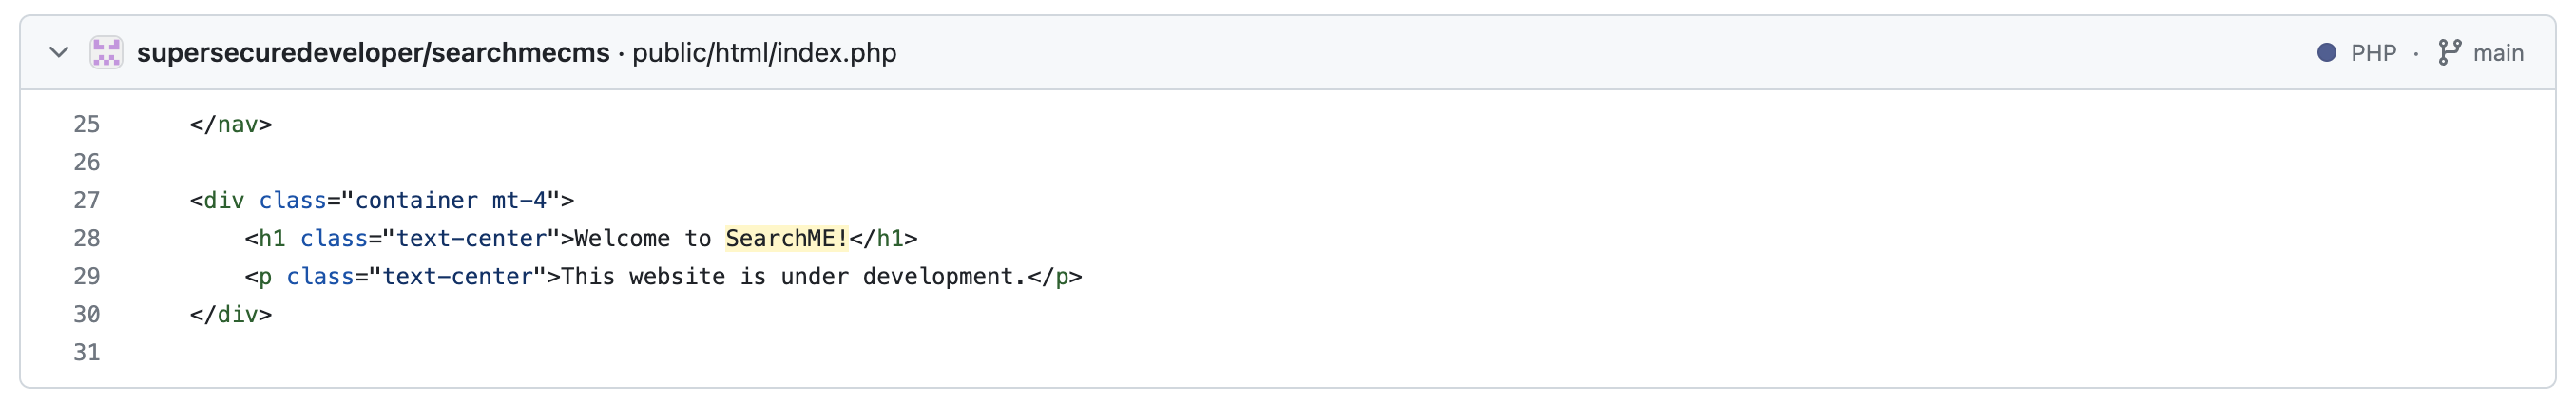 supersecuredeveloper/searchmecms · public/html/index.php PHP · main
25 </nav>
26
27 <div class="container mt-4">
28 <h1 class="text-center">Welcome to SearchME!</h1>
29 <p class="text-center">This website is under development.</p>
30 </div>
31